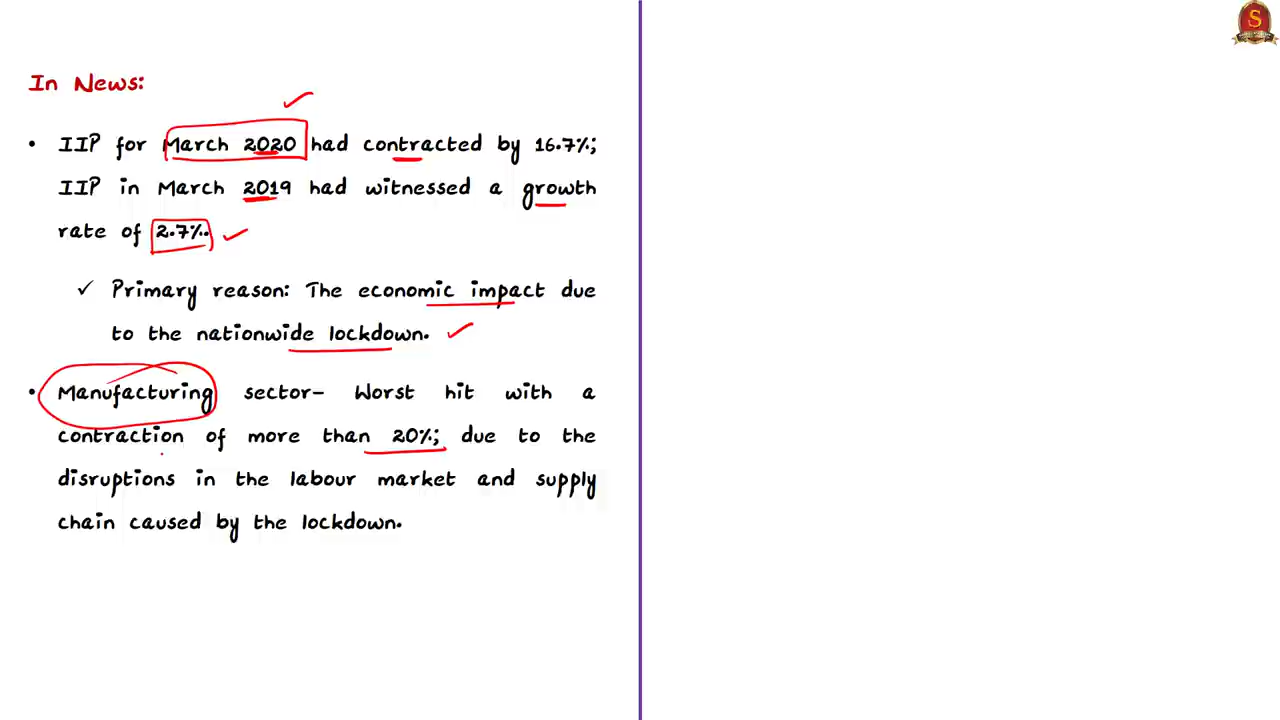 In News:
• IIP for March 2020 had contracted by 16.7%;
IIP in March 2019 had witnessed a growth
rate of 2.7%.
✓ Primary reason: The economic impact due
to the nationwide lockdown.
• Manufacturing sector- Worst hit with a
contraction of more than 20%; due to the
disruptions in the labour market and supply
chain caused by the lockdown.
S